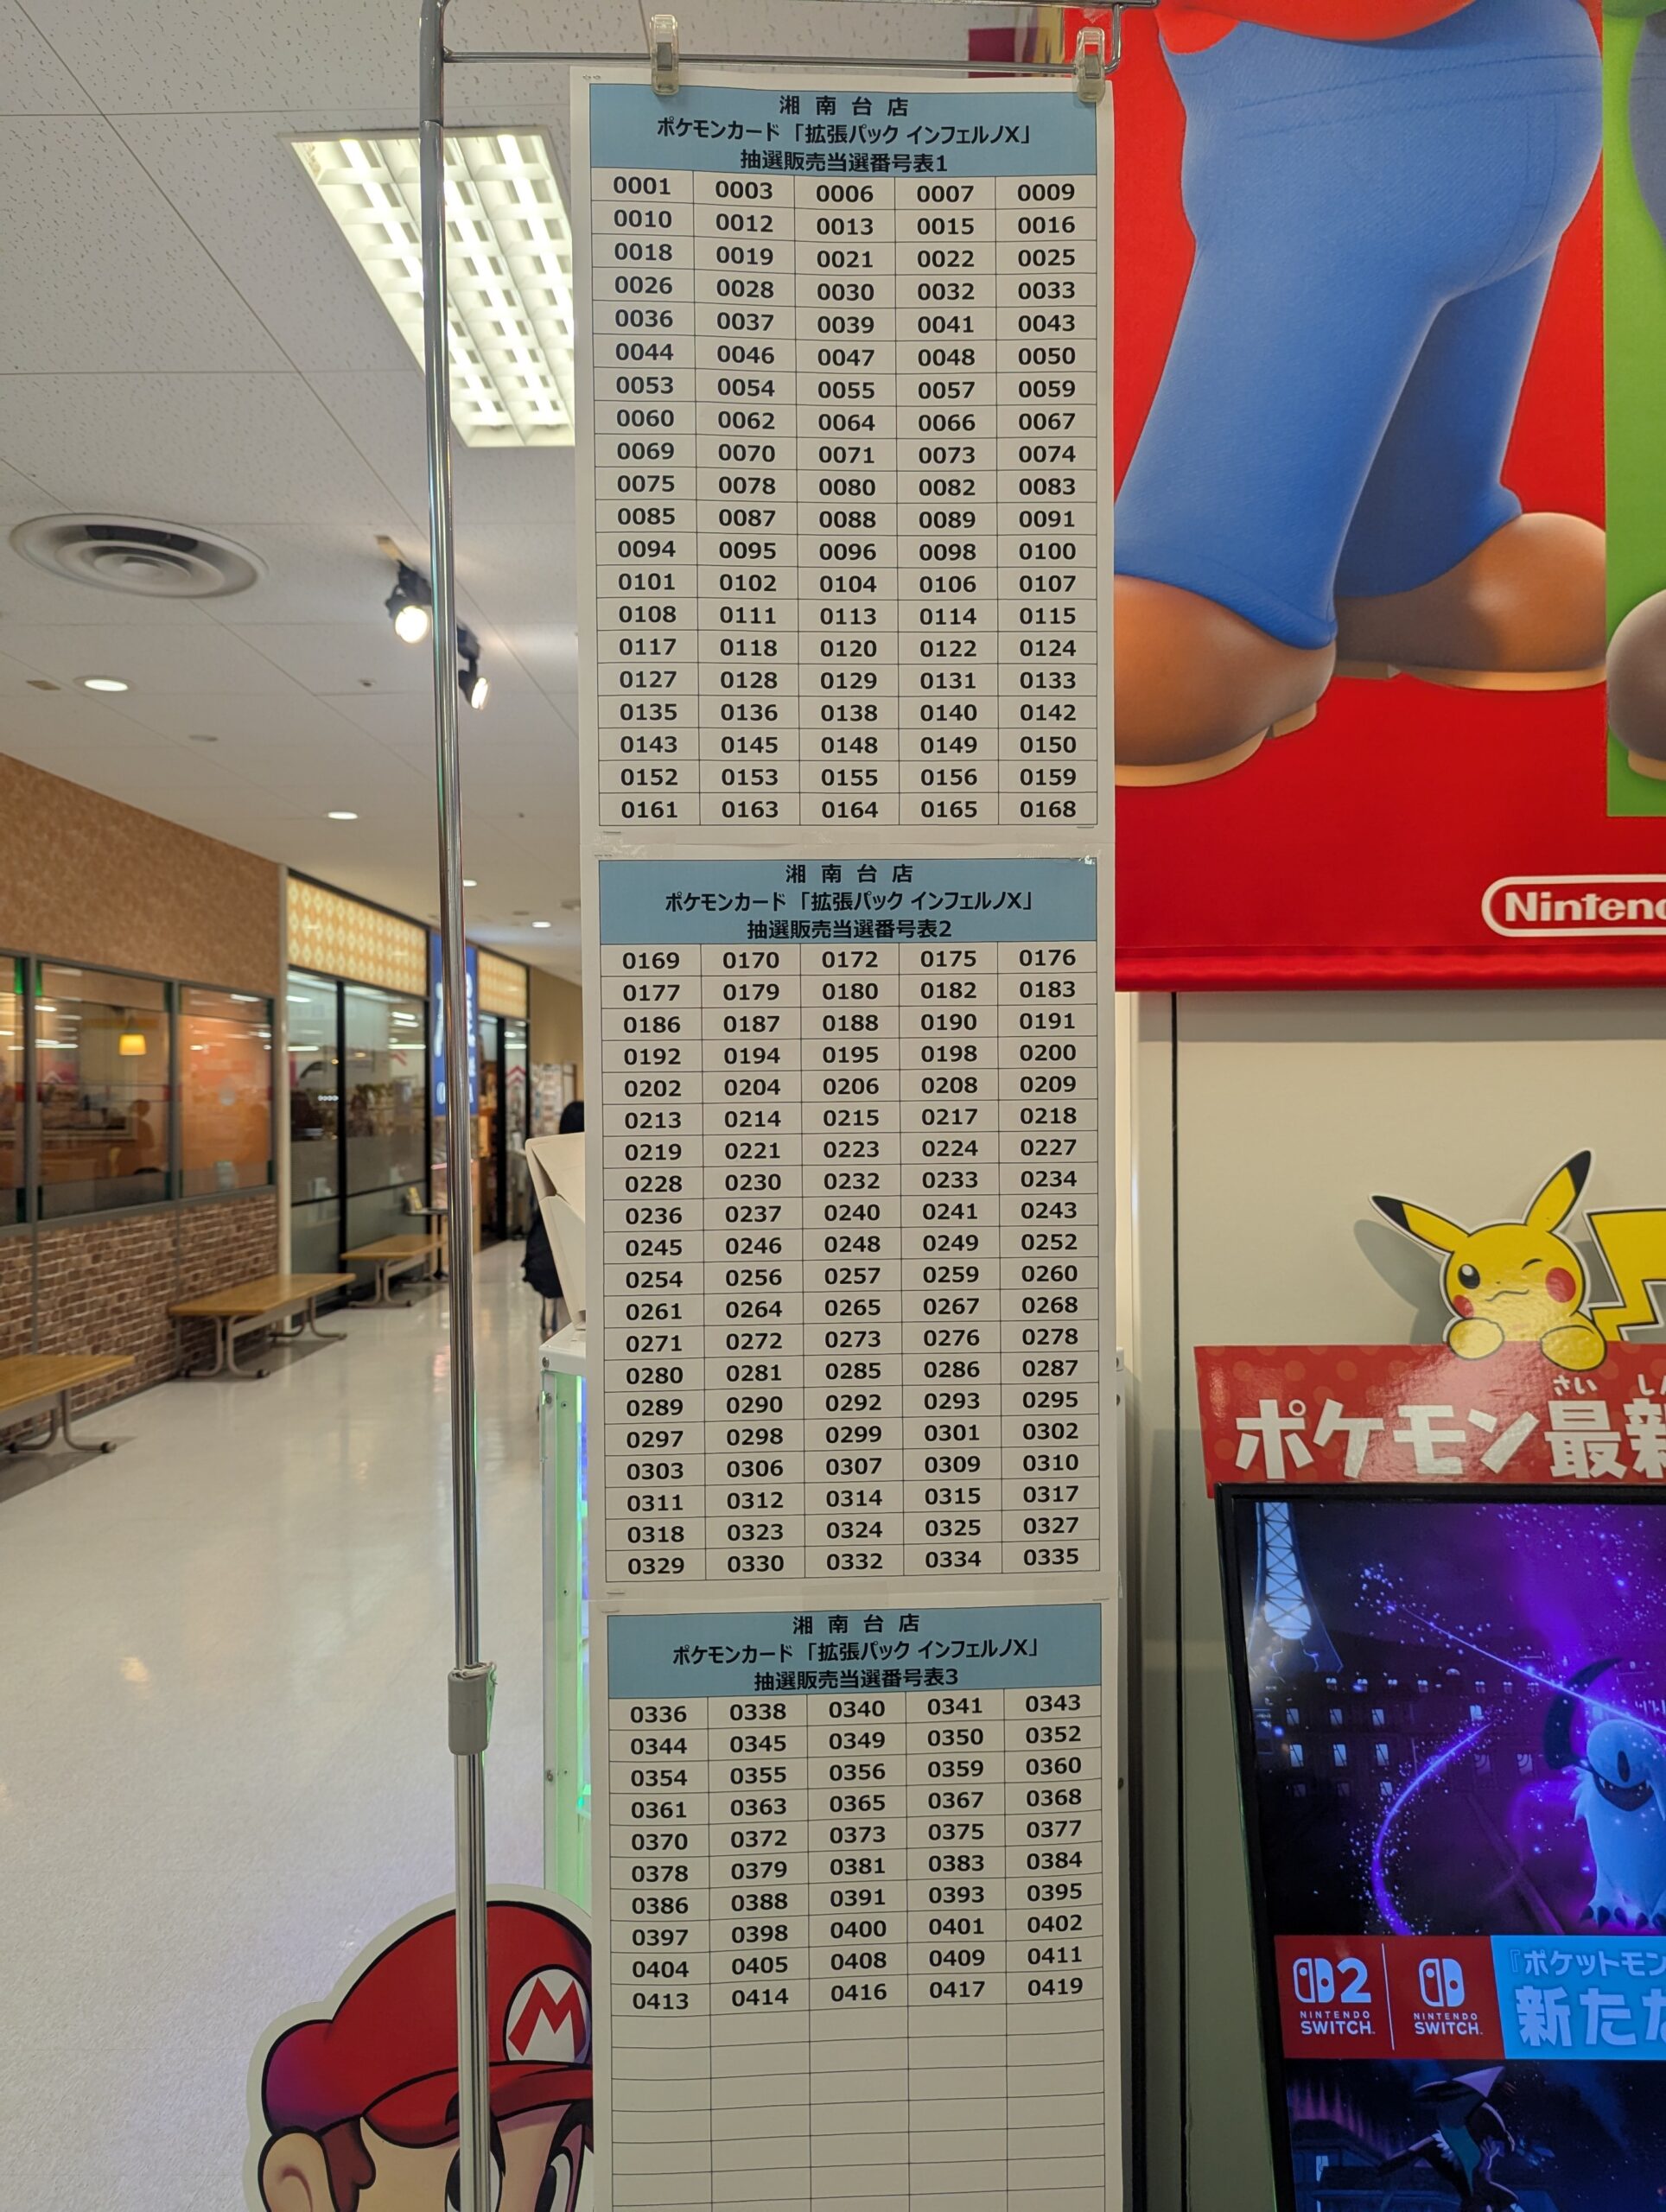 湘 南 台 店
ポケモンカード 「拡張パック インフェルノX」
抽選販売当選番号表1
0001 0003 0006 0007 0009
0010 0012 0013 0015 0016
0018 0019 0021 0022 0025
0026 0028 0030 0032 0033
0036 0037 0039 0041 0043
0044 0046 0047 0048 0050
0053 0054 0055 0057 0059
0060 0062 0064 0066 0067
0069 0070 0071 0073 0074
0075 0078 0080 0082 0083
0085 0087 0088 0089 0091
0094 0095 0096 0098 0100
0101 0102 0104 0106 0107
0108 0111 0113 0114 0115
0117 0118 0120 0122 0124
0127 0128 0129 0131 0133
0135 0136 0138 0140 0142
0143 0145 0148 0149 0150
0152 0153 0155 0156 0159
0161 0163 0164 0165 0168
湘 南 台 店
ポケモンカード 「拡張パック インフェルノX」
抽選販売当選番号表2
0169 0170 0172 0175 0176
0177 0179 0180 0182 0183
0186 0187 0188 0190 0191
0192 0194 0195 0198 0200
0202 0204 0206 0208 0209
0213 0214 0215 0217 0218
0219 0221 0223 0224 0227
0228 0230 0232 0233 0234
0236 0237 0240 0241 0243
0245 0246 0248 0249 0252
0254 0256 0257 0259 0260
0261 0264 0265 0267 0268
0271 0272 0273 0276 0278
0280 0281 0285 0286 0287
0289 0290 0292 0293 0295
0297 0298 0299 0301 0302
0303 0306 0307 0309 0310
0311 0312 0314 0315 0317
0318 0323 0324 0325 0327
0329 0330 0332 0334 0335
湘 南 台 店
ポケモンカード 「拡張パック インフェルノX」
抽選販売当選番号表3
0336 0338 0340 0341 0343
0344 0345 0349 0350 0352
0354 0355 0356 0359 0360
0361 0363 0365 0367 0368
0370 0372 0373 0375 0377
0378 0379 0381 0383 0384
0386 0388 0391 0393 0395
0397 0398 0400 0401 0402
0404 0405 0408 0409 0411
0413 0414 0416 0417 0419
Ninten
さい し
ポケモン最新
2
NINTENDO
SWITCH
NINTENDO
SWITCH
『ポケットモン
新た
M